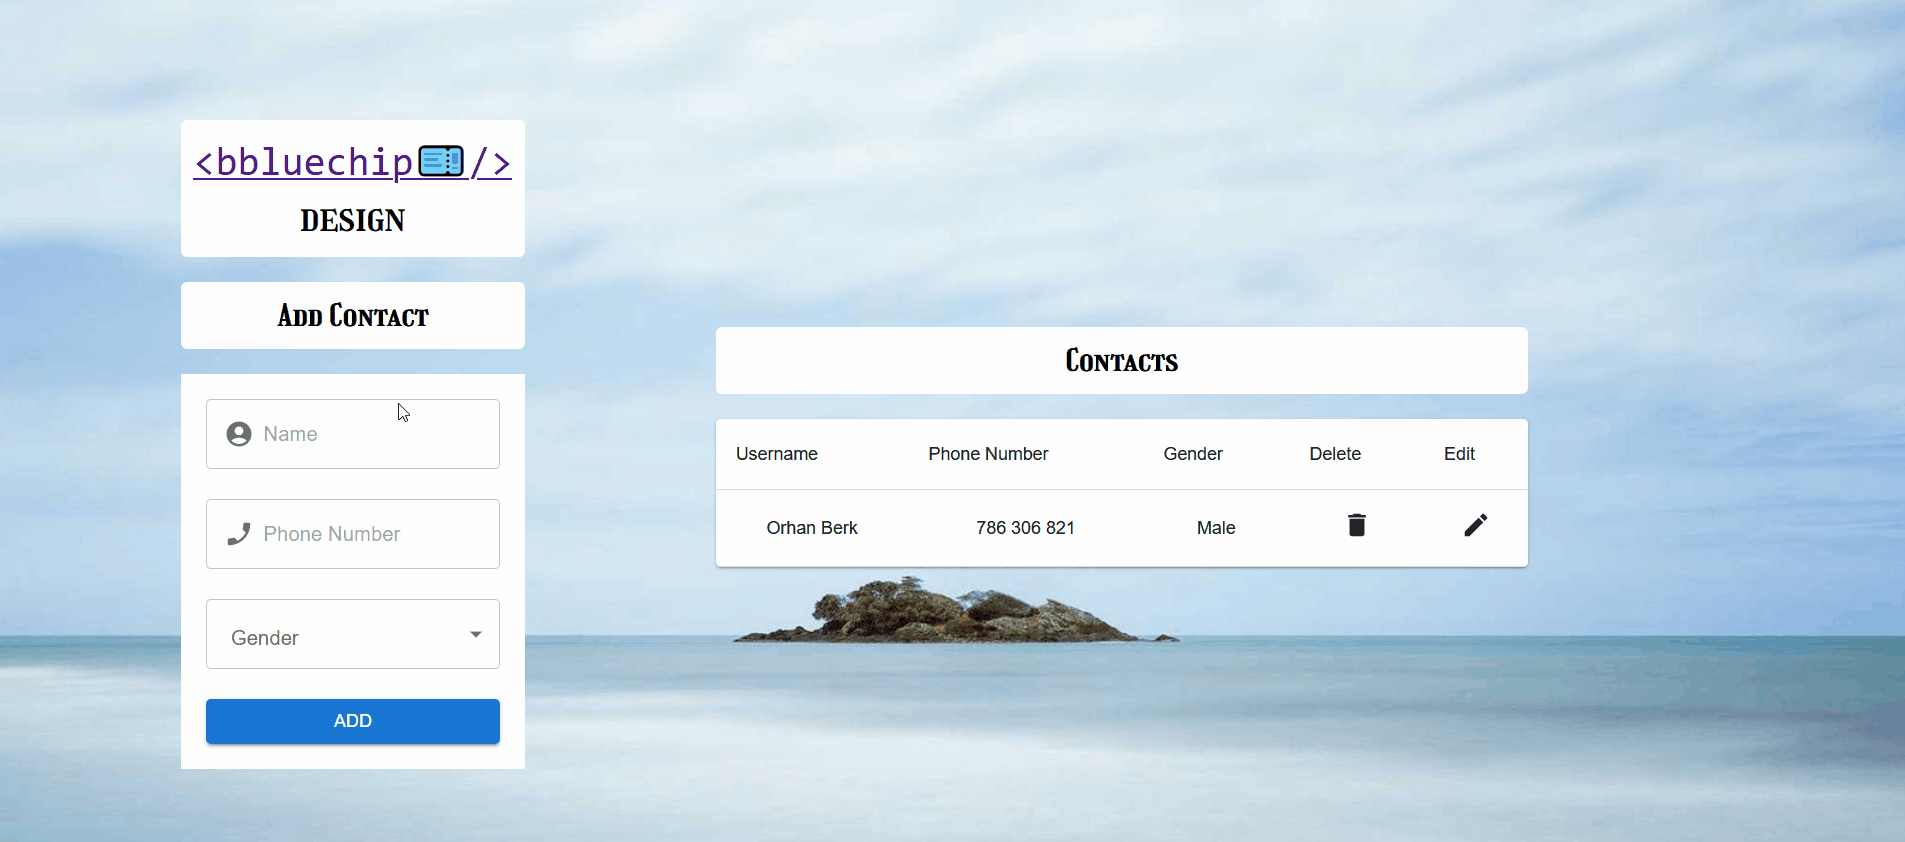 <bbluechip🎫/>
DESIGN
Add Contact
Name
Phone Number
Gender
ADD
Contacts
Username Phone Number Gender Delete Edit
Orhan Berk 786 306 821 Male